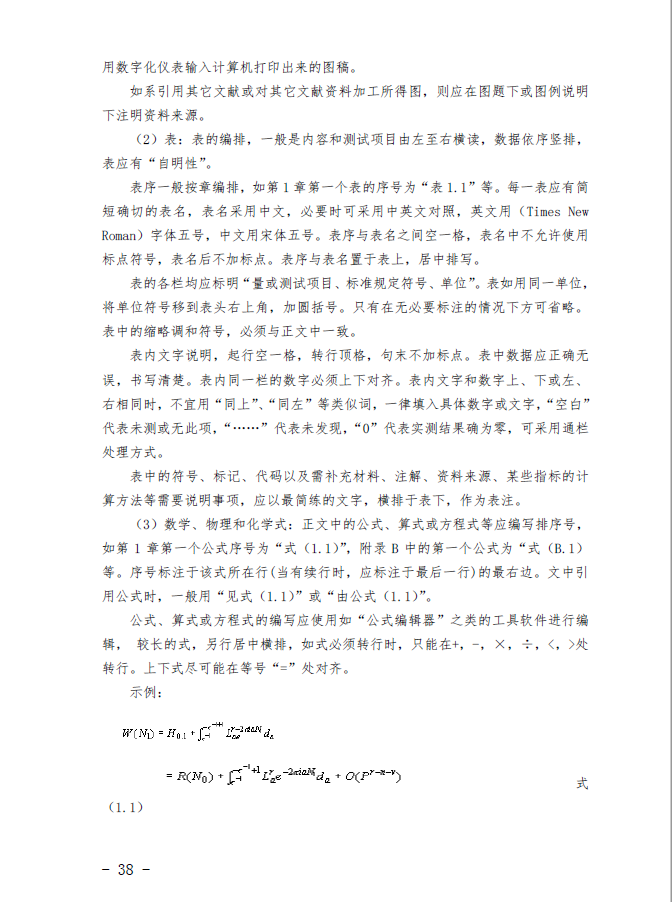 用数字化仪表输入计算机打印出来的图稿。
如系引用其它文献或对其它文献资料加工所得图，则应在图题下或图例说明
下注明资料来源。
（2）表：表的编排，一般是内容和测试项目由左至右横读，数据依序竖排，
表应有“自明性”。
表序一般按章编排，如第 1 章第一个表的序号为“表 1.1”等。每一表应有简
短确切的表名，表名采用中文，必要时可采用中英文对照，英文用（Times New
Roman）字体五号，中文用宋体五号。表序与表名之间空一格，表名中不允许使用
标点符号，表名后不加标点。表序与表名置于表上，居中排写。
表的各栏均应标明“量或测试项目、标准规定符号、单位”。表如用同一单位，
将单位符号移到表头右上角，加圆括号。只有在无必要标注的情况下方可省略。
表中的缩略调和符号，必须与正文中一致。
表内文字说明，起行空一格，转行顶格，句末不加标点。表中数据应正确无
误，书写清楚。表内同一栏的数字必须上下对齐。表内文字和数字上、下或左、
右相同时，不宜用“同上”、“同左”等类似词，一律填入具体数字或文字，“空白”
代表未测或无此项，“……”代表未发现，“0”代表实测结果确为零，可采用通栏
处理方式。
表中的符号、标记、代码以及需补充材料、注解、资料来源、某些指标的计
算方法等需要说明事项，应以最简练的文字，横排于表下，作为表注。
（3）数学、物理和化学式：正文中的公式、算式或方程式等应编写排序号，
如第 1 章第一个公式序号为“式（1.1）”，附录 B 中的第一个公式为“式（B.1）
等。序号标注于该式所在行(当有续行时，应标注于最后一行)的最右边。文中引
用公式时，一般用“见式（1.1）”或“由公式（1.1）”。
公式、算式或方程式的编写应使用如“公式编辑器”之类的工具软件进行编
辑， 较长的式，另行居中横排，如式必须转行时，只能在+，-，×，÷，<，>处
转行。上下式尽可能在等号“=”处对齐。
示例：
W(N₁) = H₀.₁ +
= R(N₀) + 式
（1.1）
- 38 -